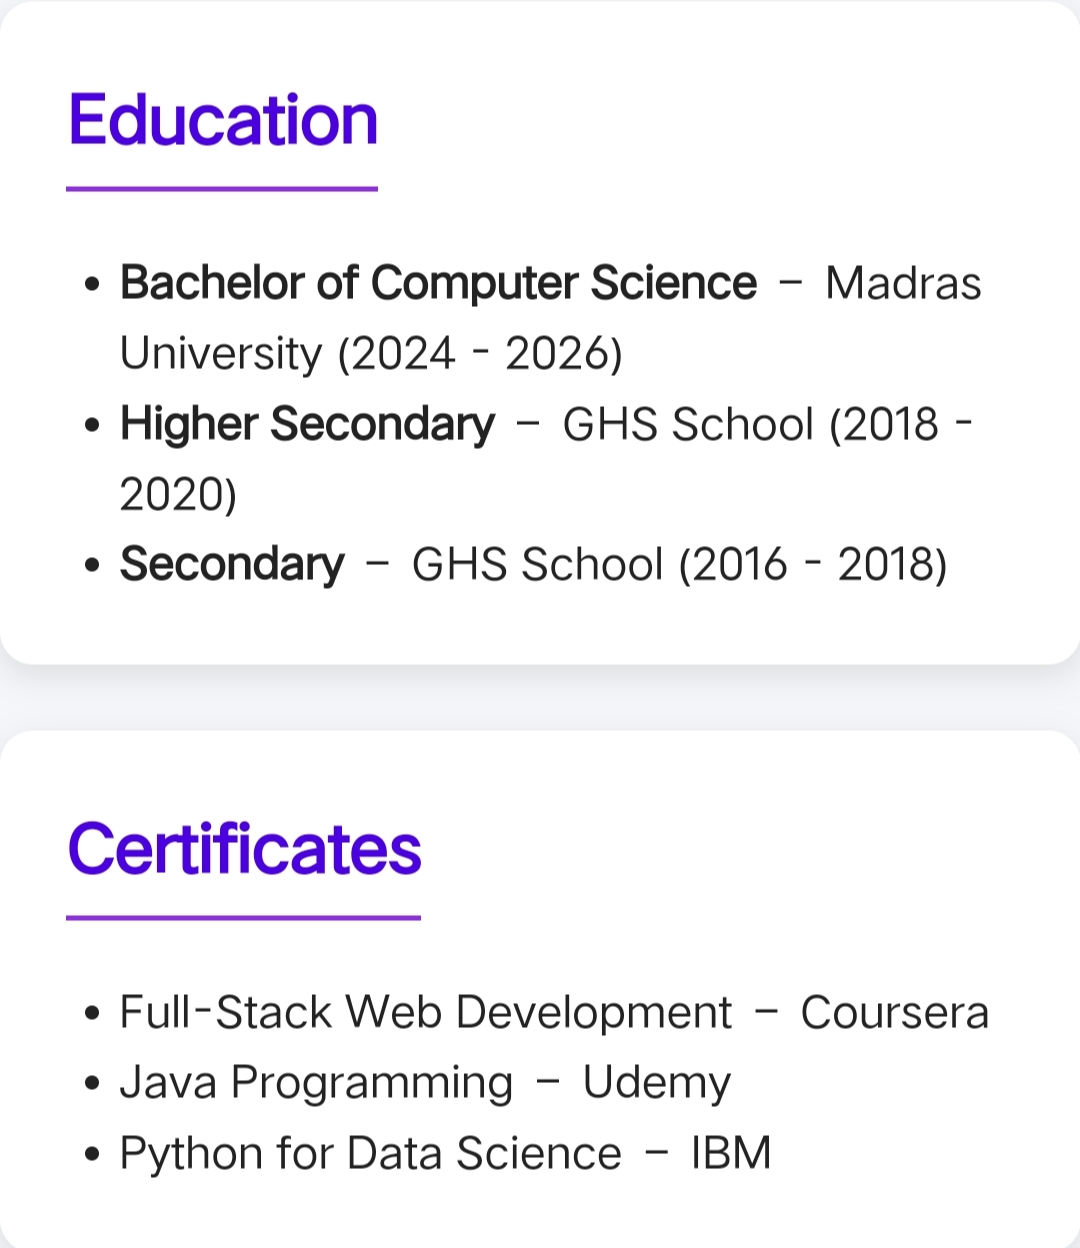 Education
• Bachelor of Computer Science – Madras
University (2024 - 2026)
• Higher Secondary – GHS School (2018 -
2020)
• Secondary – GHS School (2016 - 2018)
Certificates
• Full-Stack Web Development – Coursera
• Java Programming – Udemy
• Python for Data Science – IBM